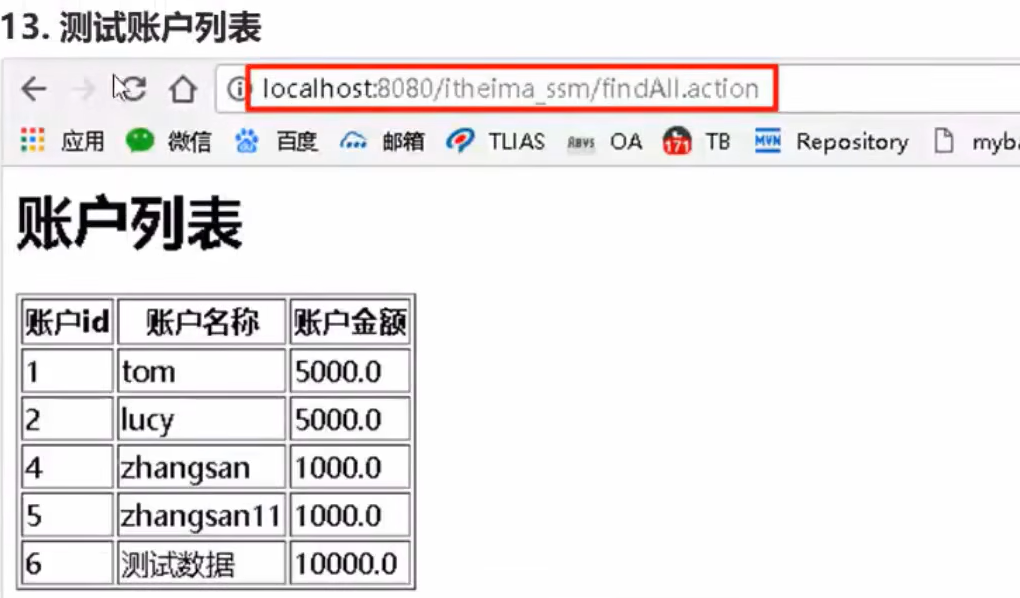 13. 测试账户列表
localhost:8080/itheima_ssm/findAll.action
应用 微信 百度 邮箱 TLIAS OA 171 TB MVN Repository myba
账户列表
账户id 账户名称 账户金额
1 tom 5000.0
2 lucy 5000.0
4 zhangsan 1000.0
5 zhangsan11 1000.0
6 测试数据 10000.0